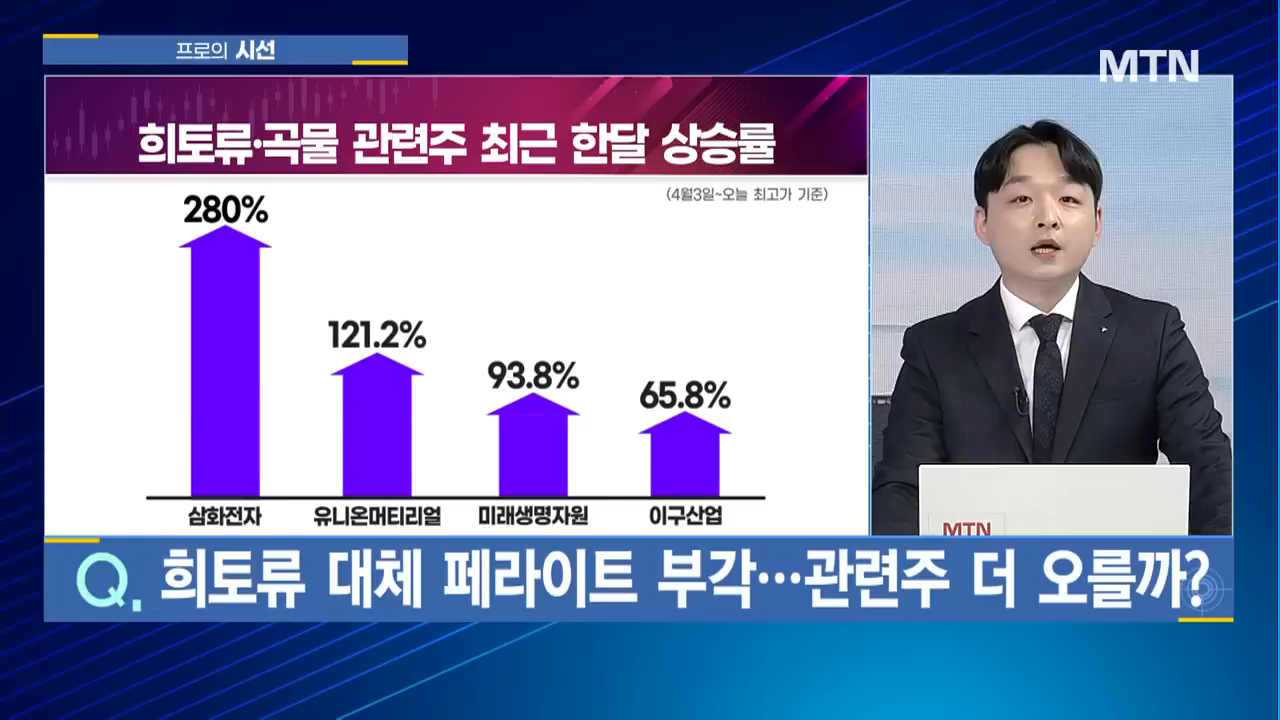 프로의 시선
MTN
희토류·곡물 관련주 최근 한달 상승률
(4월3일~오늘 최고가 기준)
280%
121.2%
93.8%
65.8%
삼화전자
유니온머티리얼
미래생명자원
이구산업
MTN
Q. 희토류 대체 페라이트 부각…관련주 더 오를까?